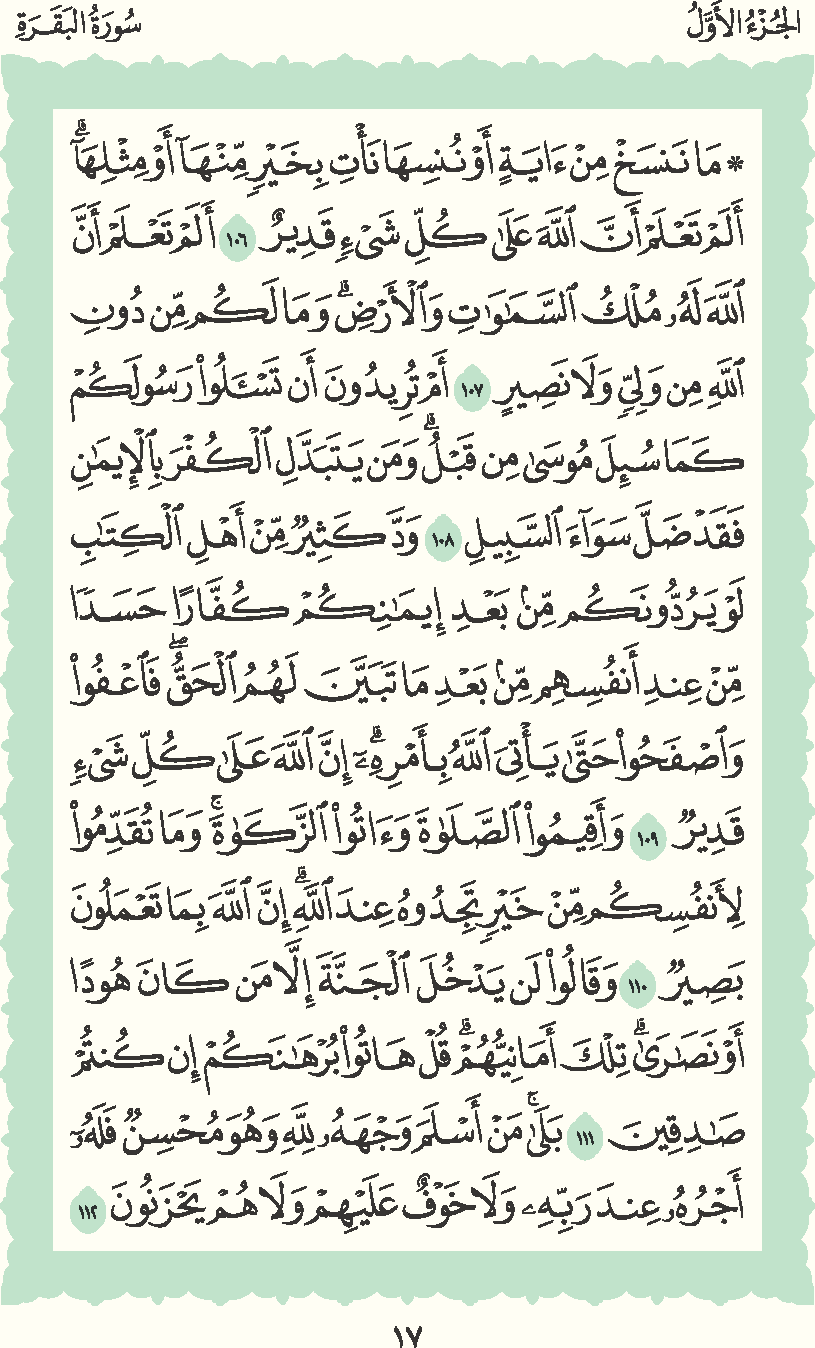 الجُزْءُ الأَوَّلُ
سُورَةُ البَقَرَةِ
* مَا نَنسَخْ مِنْ ءَايَةٍ أَوْ نُنسِهَا نَأْتِ بِخَيْرٍ مِّنْهَآ أَوْ مِثْلِهَآۗ
أَلَمْ تَعْلَمْ أَنَّ ٱللَّهَ عَلَىٰ كُلِّ شَىْءٍ قَدِيرٌ ١٠٦ أَلَمْ تَعْلَمْ أَنَّ
ٱللَّهَ لَهُۥ مُلْكُ ٱلسَّمَٰوَٰتِ وَٱلْأَرْضِۗ وَمَا لَكُم مِّن دُونِ
ٱللَّهِ مِن وَلِىٍّ وَلَا نَصِيرٍ ١٠٧ أَمْ تُرِيدُونَ أَن تَسْـَٔلُوا۟ رَسُولَكُمْ
كَمَا سُئِلَ مُوسَىٰ مِن قَبْلُۗ وَمَن يَتَبَدَّلِ ٱلْكُفْرَ بِٱلْإِيمَٰنِ
فَقَدْ ضَلَّ سَوَآءَ ٱلسَّبِيلِ ١٠٨ وَدَّ كَثِيرٌ مِّنْ أَهْلِ ٱلْكِتَٰبِ
لَوْ يَرُدُّونَكُم مِّنۢ بَعْدِ إِيمَٰنِكُمْ كُفَّارًا حَسَدًا
مِّنْ عِندِ أَنفُسِهِم مِّنۢ بَعْدِ مَا تَبَيَّنَ لَهُمُ ٱلْحَقُّۖ فَٱعْفُوا۟
وَٱصْفَحُوا۟ حَتَّىٰ يَأْتِىَ ٱللَّهُ بِأَمْرِهِۦٓۗ إِنَّ ٱللَّهَ عَلَىٰ كُلِّ شَىْءٍ
قَدِيرٌ ١٠٩ وَأَقِيمُوا۟ ٱلصَّلَوٰةَ وَءَاتُوا۟ ٱلزَّكَوٰةَۚ وَمَا تُقَدِّمُوا۟
لِأَنفُسِكُم مِّنْ خَيْرٍ تَجِدُوهُ عِندَ ٱللَّهِۗ إِنَّ ٱللَّهَ بِمَا تَعْمَلُونَ
بَصِيرٌ ١١٠ وَقَالُوا۟ لَن يَدْخُلَ ٱلْجَنَّةَ إِلَّا مَن كَانَ هُودًا
أَوْ نَصَٰرَىٰۗ تِلْكَ أَمَانِيُّهُمْۗ قُلْ هَاتُوا۟ بُرْهَٰنَكُمْ إِن كُنتُمْ
صَٰدِقِينَ ١١١ بَلَىٰۚ مَنْ أَسْلَمَ وَجْهَهُۥ لِلَّهِ وَهُوَ مُحْسِنٌ فَلَهُۥٓ
أَجْرُهُۥ عِندَ رَبِّهِۦ وَلَا خَوْفٌ عَلَيْهِمْ وَلَا هُمْ يَحْزَنُونَ ١١٢
١٧